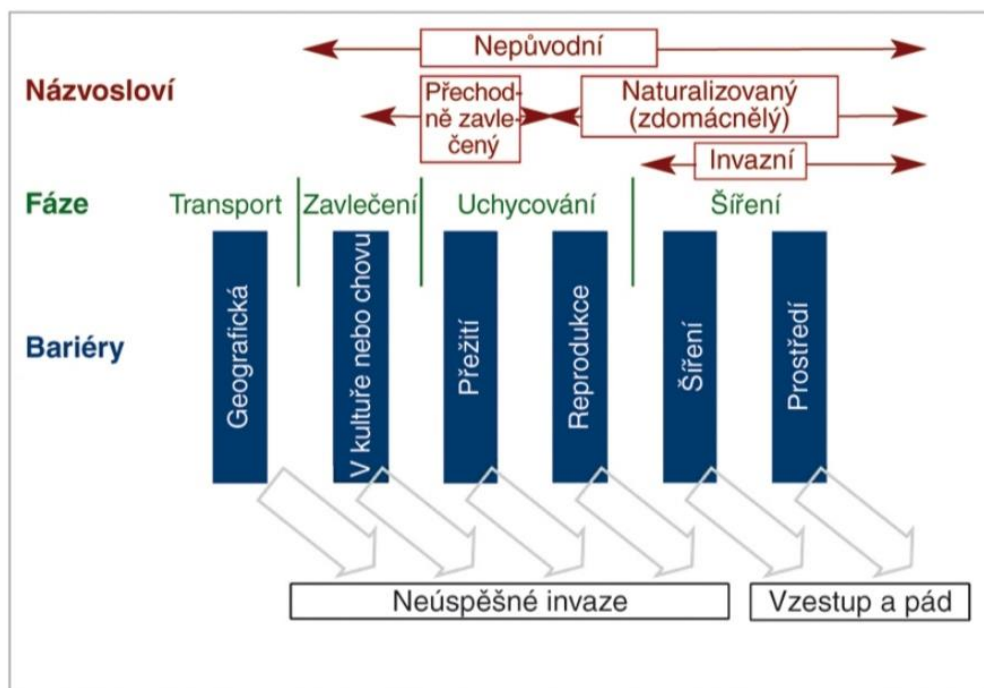 Nepůvodní
Názvosloví
Přechod-
ně zavle-
čený
Naturalizovaný
(zdomácnělý)
Invazní
Fáze
Transport
Zavlečení
Uchycování
Šíření
Bariéry
Geografická
V kultuře nebo chovu
Přežití
Reprodukce
Šíření
Prostředí
Neúspěšné invaze
Vzestup a pád